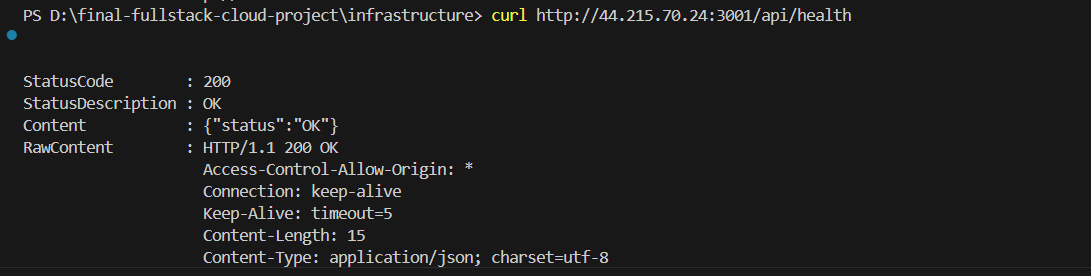 PS D:\final-fullstack-cloud-project\infrastructure> curl http://44.215.70.24:3001/api/health
StatusCode        : 200
StatusDescription : OK
Content           : {"status":"OK"}
RawContent        : HTTP/1.1 200 OK
                    Access-Control-Allow-Origin: *
                    Connection: keep-alive
                    Keep-Alive: timeout=5
                    Content-Length: 15
                    Content-Type: application/json; charset=utf-8